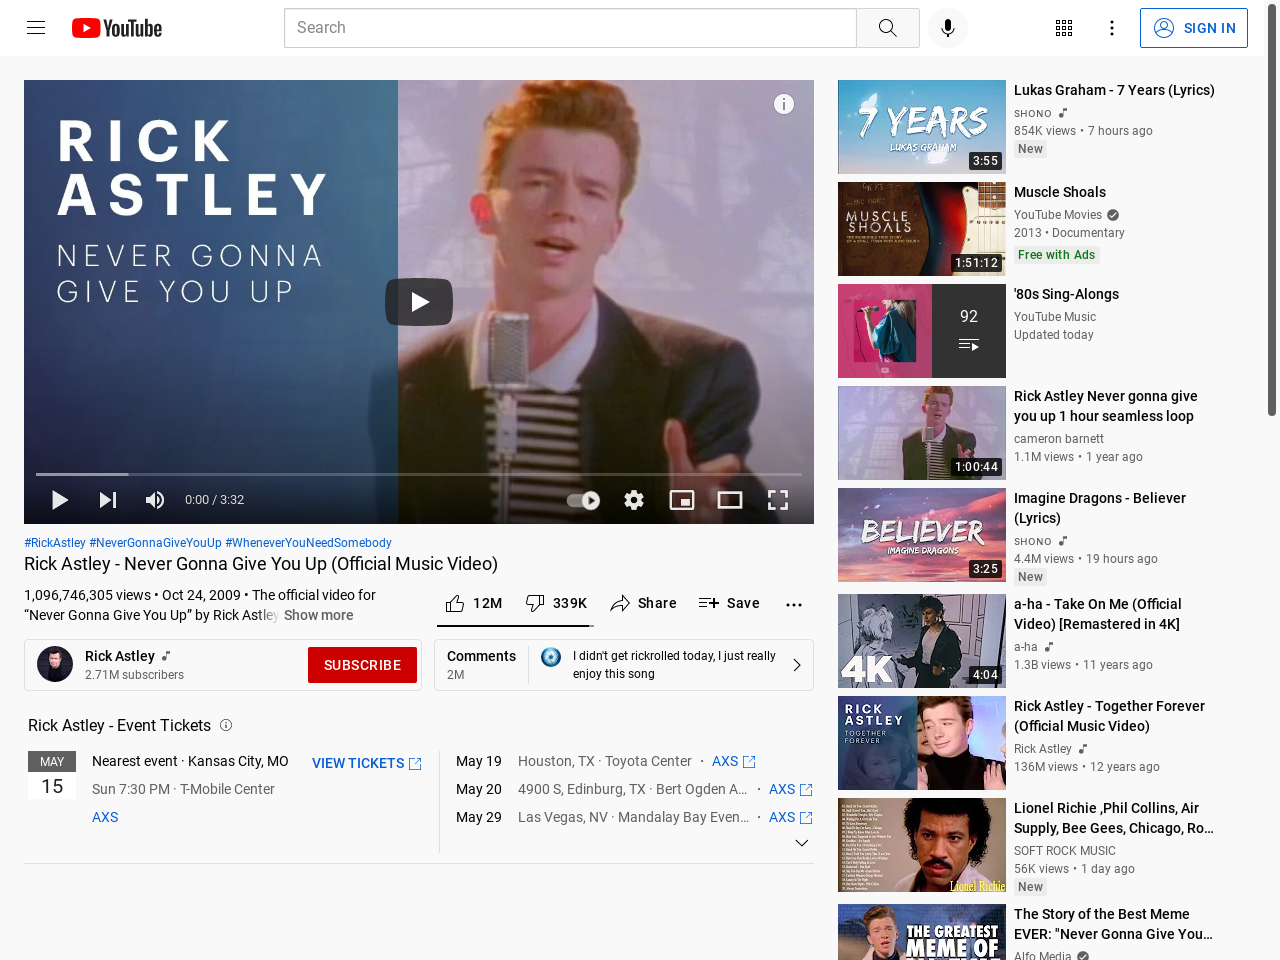 YouTube
Search
SIGN IN
RICK
ASTLEY
NEVER GONNA
GIVE YOU UP
0:00 / 3:32
#RickAstley #NeverGonnaGiveYouUp #WheneverYouNeedSomebody
Rick Astley - Never Gonna Give You Up (Official Music Video)
1,096,746,305 views • Oct 24, 2009 • The official video for
“Never Gonna Give You Up” by Rick Astley Show more
12M
339K
Share
Save
Rick Astley
2.71M subscribers
SUBSCRIBE
Comments
2M
I didn't get rickrolled today, I just really
enjoy this song
Rick Astley - Event Tickets
MAY
15
Nearest event · Kansas City, MO
Sun 7:30 PM · T-Mobile Center
AXS
VIEW TICKETS
May 19 Houston, TX · Toyota Center · AXS
May 20 4900 S, Edinburg, TX · Bert Ogden A... · AXS
May 29 Las Vegas, NV · Mandalay Bay Even... · AXS
7 YEARS
LUKAS GRAHAM
3:55
Lukas Graham - 7 Years (Lyrics)
SHONO
854K views • 7 hours ago
New
MUSCLE
SHOALS
1:51:12
Muscle Shoals
YouTube Movies
2013 • Documentary
Free with Ads
92
'80s Sing-Alongs
YouTube Music
Updated today
1:00:44
Rick Astley Never gonna give
you up 1 hour seamless loop
cameron barnett
1.1M views • 1 year ago
BELIEVER
IMAGINE DRAGONS
3:25
Imagine Dragons - Believer
(Lyrics)
SHONO
4.4M views • 19 hours ago
New
4K
4:04
a-ha - Take On Me (Official
Video) [Remastered in 4K]
a-ha
1.3B views • 11 years ago
RICK
ASTLEY
TOGETHER
FOREVER
Rick Astley - Together Forever
(Official Music Video)
Rick Astley
136M views • 12 years ago
Lionel Richie
Lionel Richie ,Phil Collins, Air
Supply, Bee Gees, Chicago, Ro...
SOFT ROCK MUSIC
56K views • 1 day ago
New
THE GREATEST
MEME OF
The Story of the Best Meme
EVER: "Never Gonna Give You...
Alfo Media